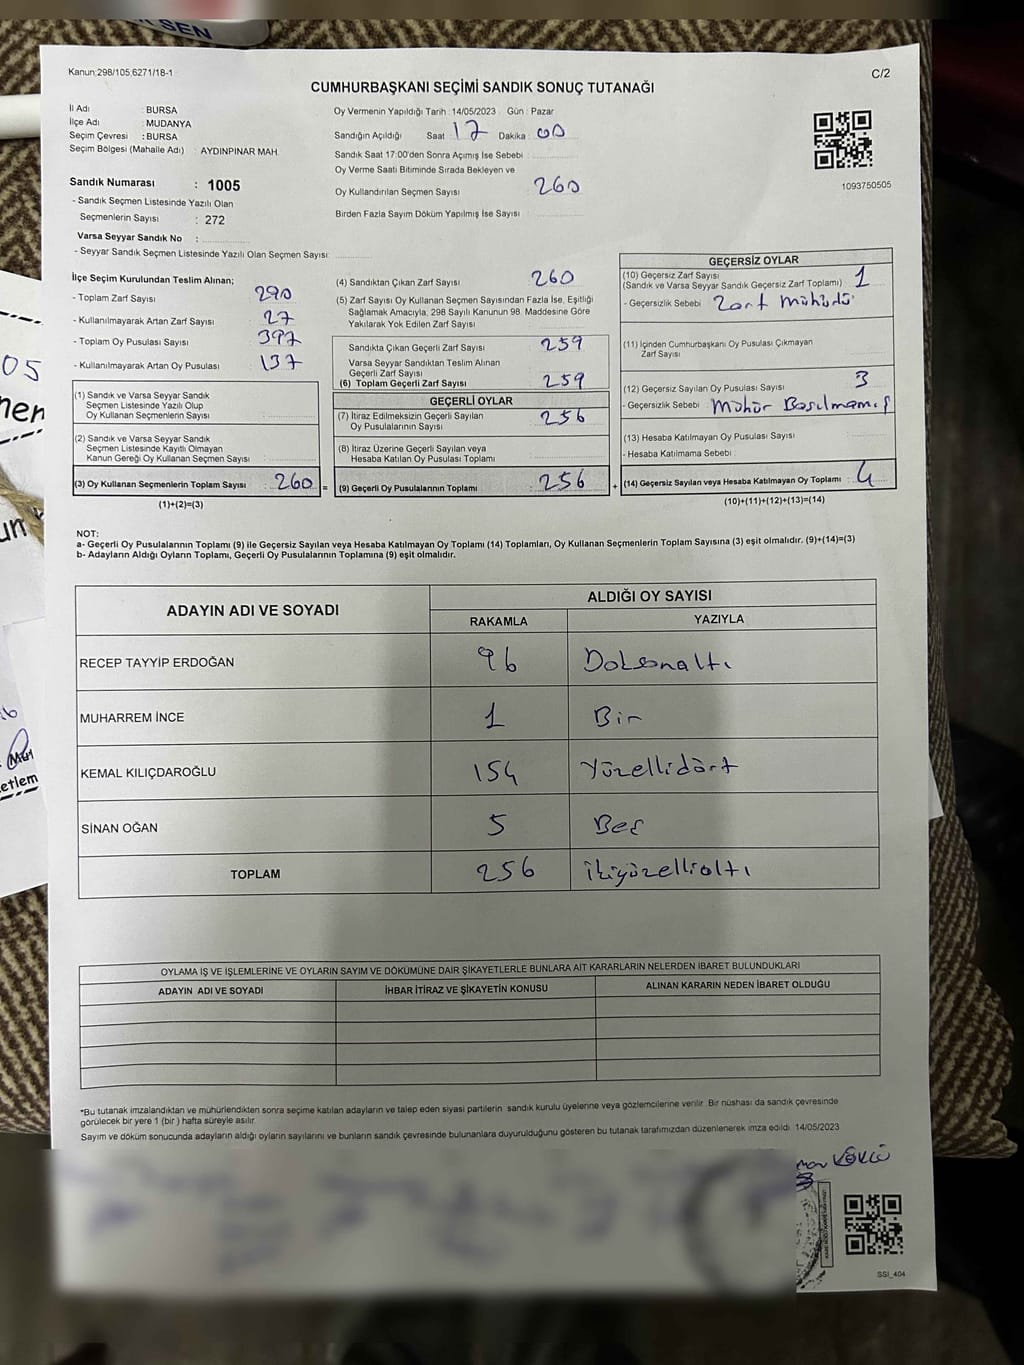 SEN
Kanun:298/105,6271/18-1
C/2
CUMHURBAŞKANI SEÇİMİ SANDIK SONUÇ TUTANAĞI
İl Adı : BURSA
İlçe Adı : MUDANYA
Seçim Çevresi : BURSA
Seçim Bölgesi (Mahalle Adı) : AYDINPINAR MAH.
Oy Vermenin Yapıldığı Tarih : 14/05/2023 Gün : Pazar
Sandığın Açıldığı Saat 17 Dakika : 00
Sandık Saat 17:00'den Sonra Açımış İse Sebebi :
Oy Verme Saati Bitiminde Sırada Bekleyen ve
Oy Kullandırılan Seçmen Sayısı 260
Birden Fazla Sayım Döküm Yapılmış İse Sayısı
1093750505
Sandık Numarası : 1005
- Sandık Seçmen Listesinde Yazılı Olan
Seçmenlerin Sayısı : 272
Varsa Seyyar Sandık No :
- Seyyar Sandık Seçmen Listesinde Yazılı Olan Seçmen Sayısı:
İlçe Seçim Kurulundan Teslim Alınan;
- Toplam Zarf Sayısı 290
- Kullanılmayarak Artan Zarf Sayısı : 27
- Toplam Oy Pusulası Sayısı : 397
- Kullanılmayarak Artan Oy Pusulası : 137
(1) Sandık ve Varsa Seyyar Sandık
Seçmen Listesinde Yazılı Olup
Oy Kullanan Seçmenlerin Sayısı
(2) Sandık ve Varsa Seyyar Sandık
Seçmen Listesinde Kayıtlı Olmayan
Kanun Gereği Oy Kullanan Seçmen Sayısı
(3) Oy Kullanan Seçmenlerin Toplam Sayısı : 260 =
(1)+(2)=(3)
(4) Sandıktan Çıkan Zarf Sayısı : 260
(5) Zarf Sayısı Oy Kullanan Seçmen Sayısından Fazla İse, Eşitliği
Sağlamak Amacıyla, 298 Sayılı Kanunun 98. Maddesine Göre
Yakılarak Yok Edilen Zarf Sayısı
Sandıkta Çıkan Geçerli Zarf Sayısı : 259
Varsa Seyyar Sandıktan Teslim Alınan
Geçerli Zarf Sayısı
(6) Toplam Geçerli Zarf Sayısı : 259
GEÇERLİ OYLAR
(7) İtiraz Edilmeksizin Geçerli Sayılan
Oy Pusulalarının Sayısı : 256
(8) İtiraz Üzerine Geçerli Sayılan veya
Hesaba Katılan Oy Pusulası Toplamı
(9) Geçerli Oy Pusulalarının Toplamı : 256 +
GEÇERSİZ OYLAR
(10) Geçersiz Zarf Sayısı 1
(Sandık ve Varsa Seyyar Sandık Geçersiz Zarf Toplamı)
- Geçersizlik Sebebi : Zarf Mühüdü
(11) İçinden Cumhurbaşkanı Oy Pusulası Çıkmayan
Zarf Sayısı
(12) Geçersiz Sayılan Oy Pusulası Sayısı : 3
- Geçersizlik Sebebi : Mühür Basılmamış
(13) Hesaba Katılmayan Oy Pusulası Sayısı
- Hesaba Katılmama Sebebi :
(14) Geçersiz Sayılan veya Hesaba Katılmayan Oy Toplamı : 4
(10)+(11)+(12)+(13)=(14)
NOT:
a- Geçerli Oy Pusulalarının Toplamı (9) ile Geçersiz Sayılan veya Hesaba Katılmayan Oy Toplamı (14) Toplamları, Oy Kullanan Seçmenlerin Toplam Sayısına (3) eşit olmalıdır. (9)+(14)=(3)
b- Adayların Aldığı Oyların Toplamı, Geçerli Oy Pusulalarının Toplamına (9) eşit olmalıdır.
ADAYIN ADI VE SOYADI
ALDIĞI OY SAYISI
RAKAMLA YAZIYLA
RECEP TAYYİP ERDOĞAN 96 Doksanaltı
MUHARREM İNCE 1 Bir
KEMAL KILIÇDAROĞLU 154 Yüzellidört
SİNAN OĞAN 5 Beş
TOPLAM 256 İkiyüzellialtı
OYLAMA İŞ VE İŞLEMLERİNE VE OYLARIN SAYIM VE DÖKÜMÜNE DAİR ŞİKAYETLERLE BUNLARA AİT KARARLARIN NELERDEN İBARET BULUNDUKLARI
ADAYIN ADI VE SOYADI İHBAR İTİRAZ VE ŞİKAYETİN KONUSU ALINAN KARARIN NEDEN İBARET OLDUĞU
*Bu tutanak imzalandıktan ve mühürlendikten sonra seçime katılan adayların ve talep eden siyasi partilerin sandık kurulu üyelerine veya gözlemcilerine verilir. Bir nüshası da sandık çevresinde
görülecek bir yere 1 (bir ) hafta süreyle asılır.
Sayım ve döküm sonucunda adayların aldığı oyların sayılarını ve bunların sandık çevresinde bulunanlara duyurulduğunu gösteren bu tutanak tarafımızdan düzenlenerek imza edildi. 14/05/2023
SSI_404